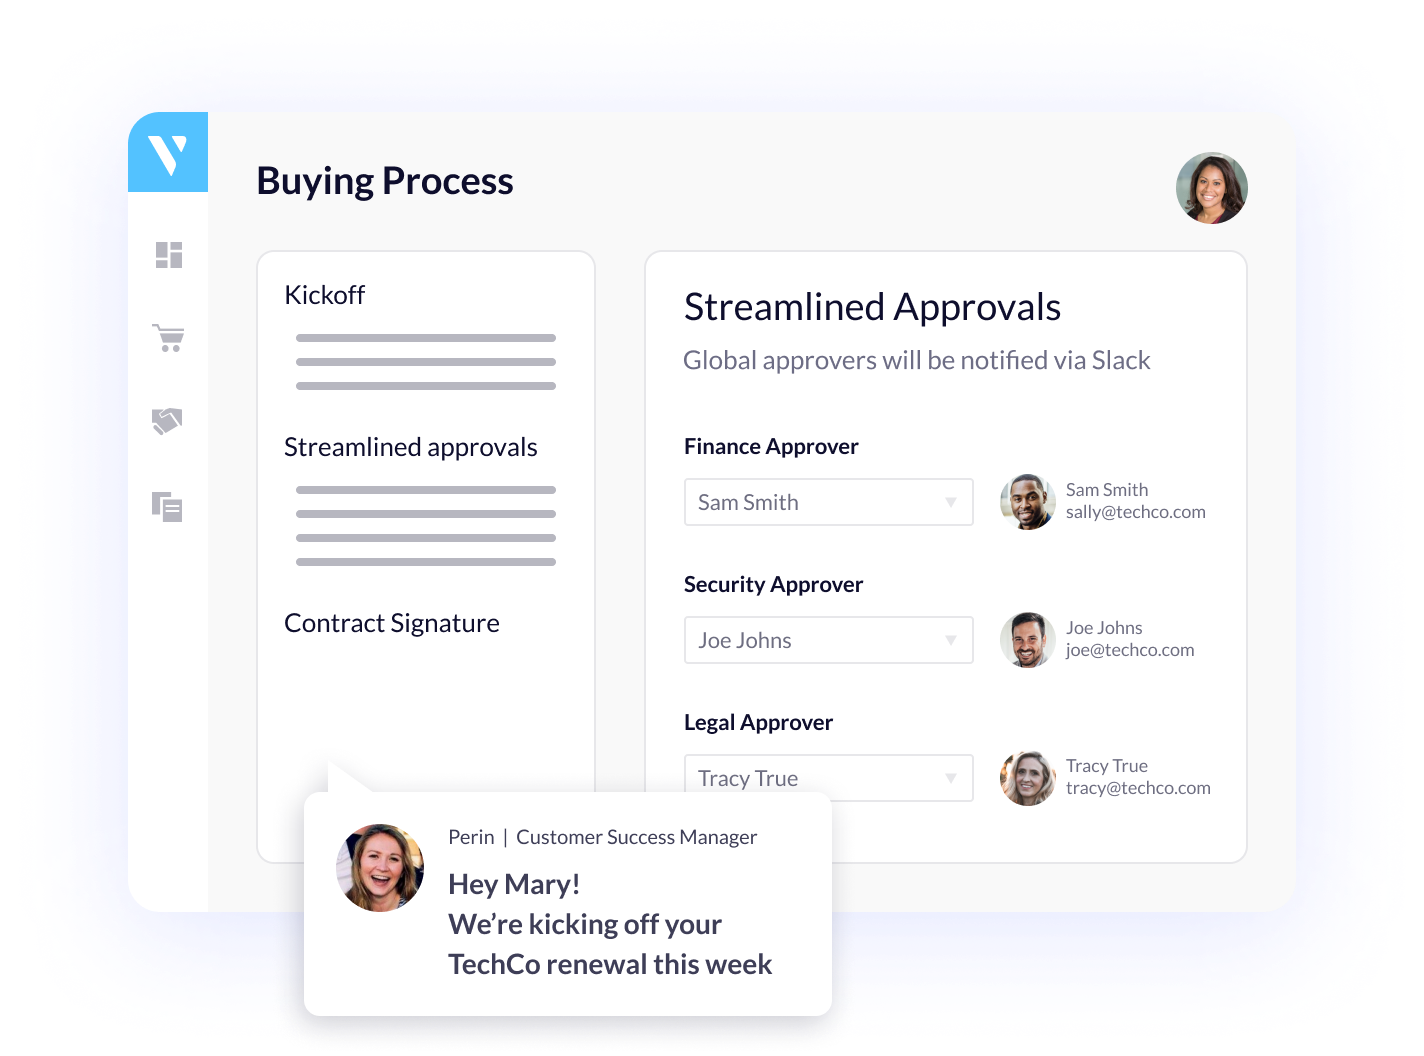 Buying Process
Kickoff
Streamlined approvals
Contract Signature
Streamlined Approvals
Global approvers will be notified via Slack
Finance Approver
Sam Smith
Sam Smith
sally@techco.com
Security Approver
Joe Johns
Joe Johns
joe@techco.com
Legal Approver
Tracy True
Tracy True
tracy@techco.com
Perin | Customer Success Manager
Hey Mary!
We’re kicking off your
TechCo renewal this week